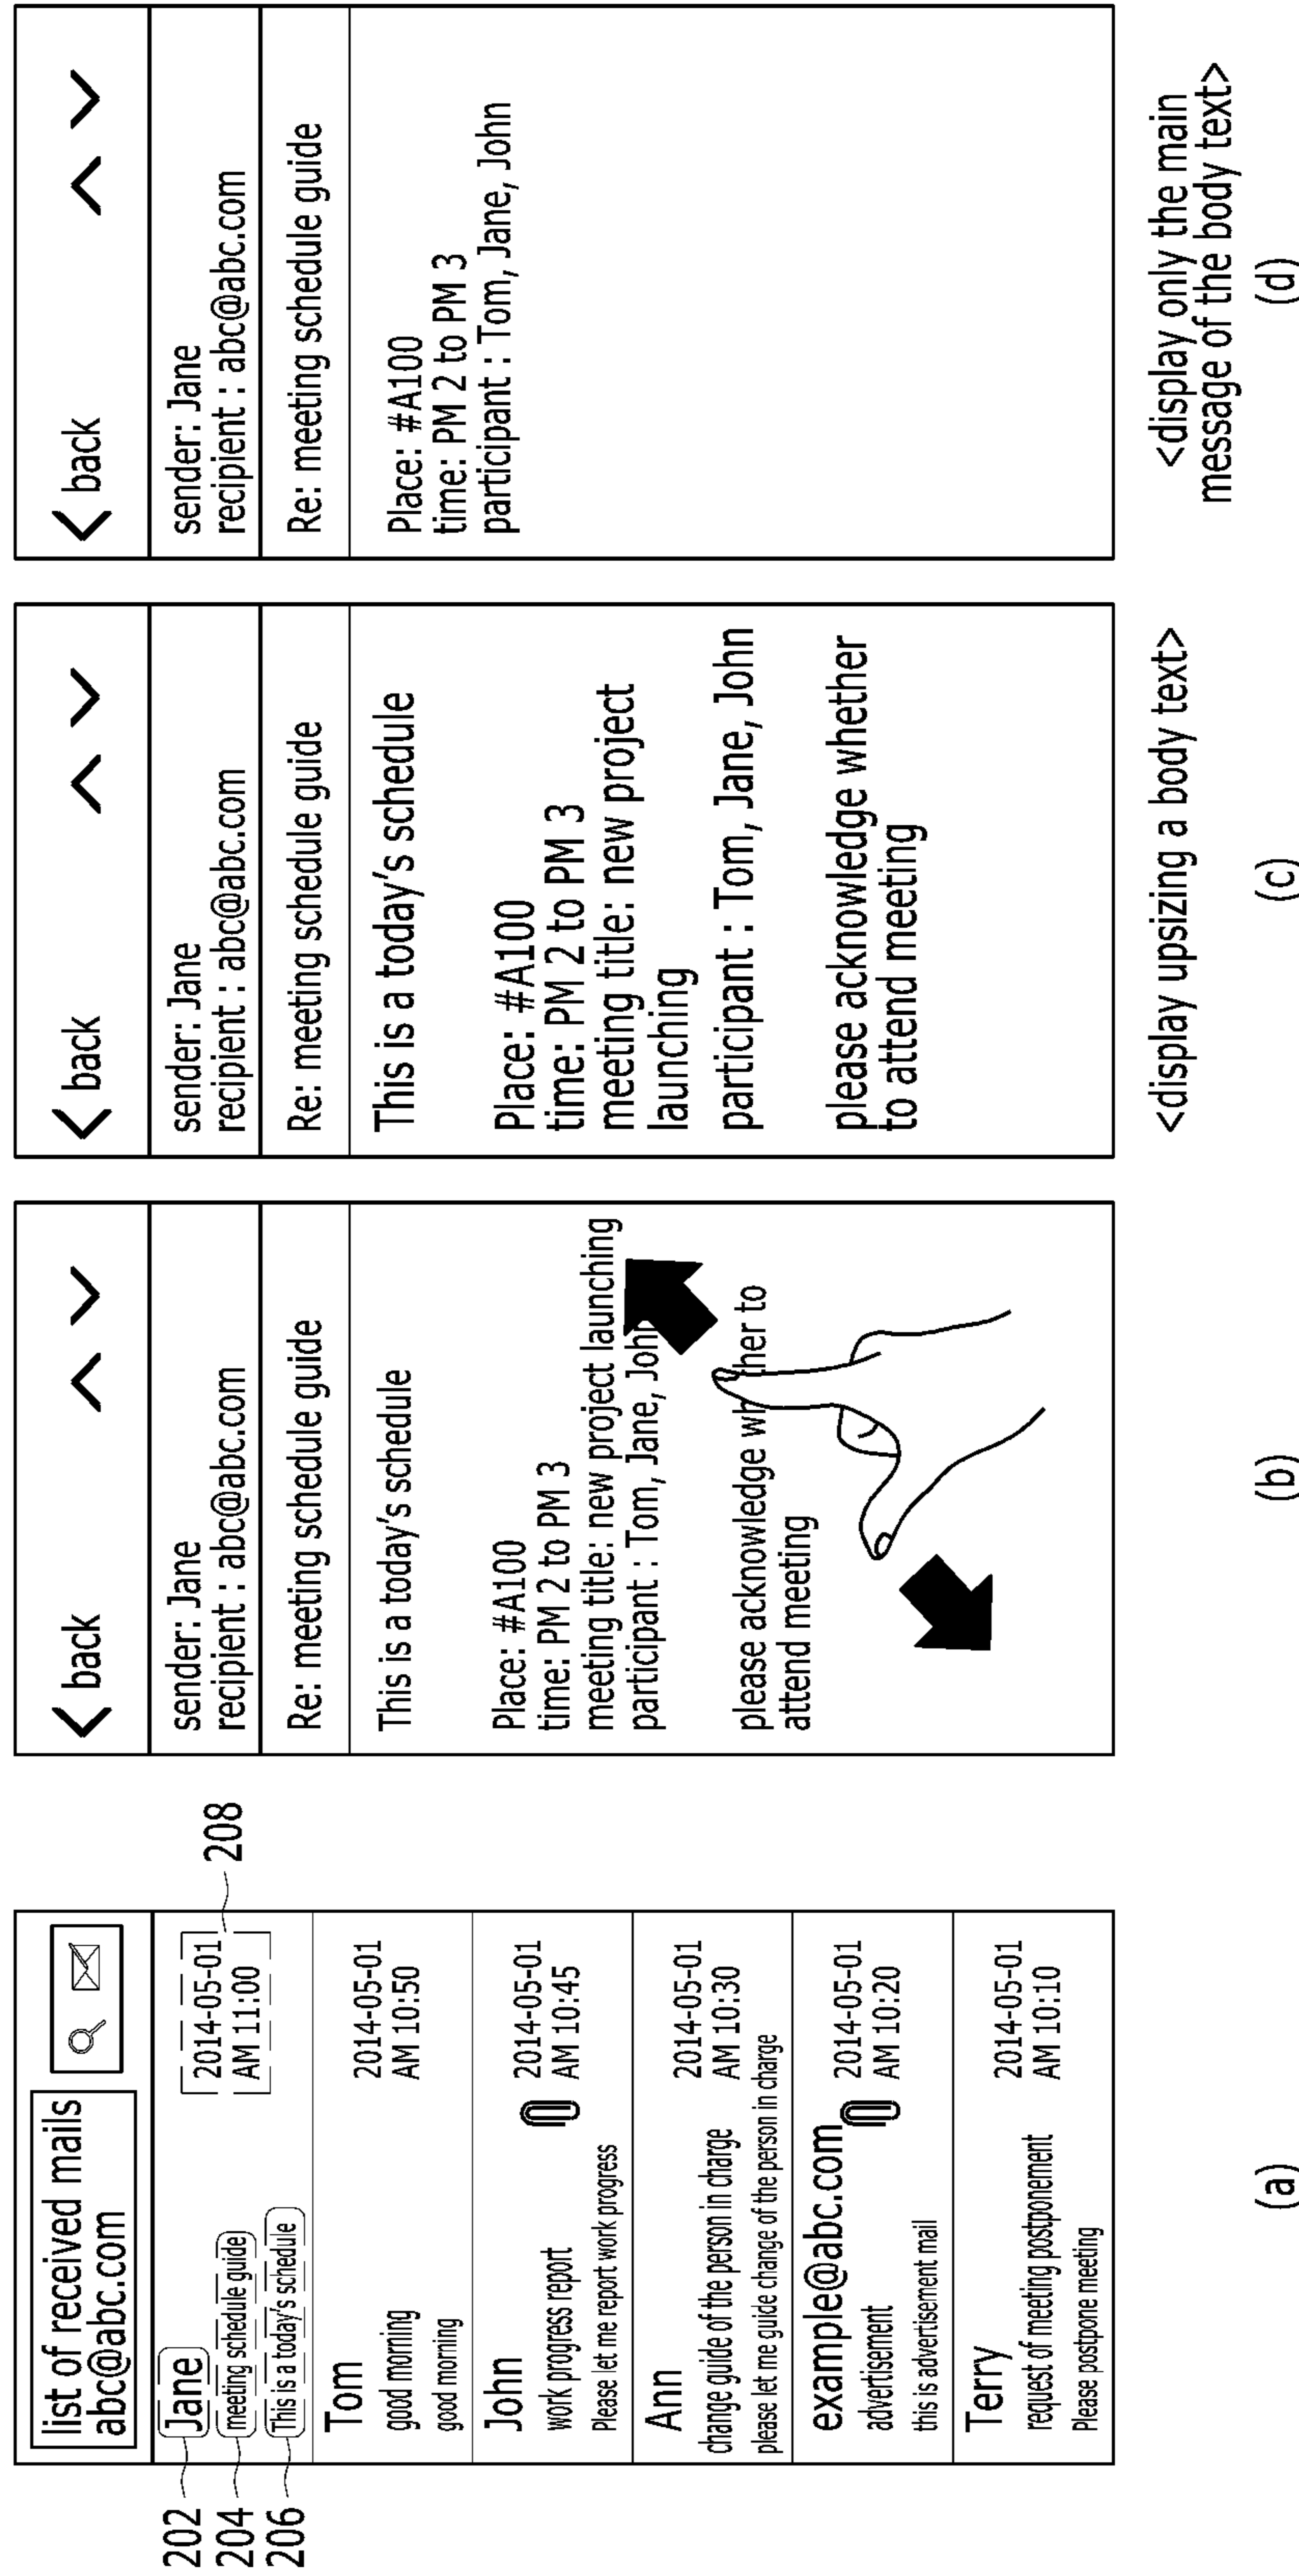 list of received mails
abc@abc.com
202
Jane
204
meeting schedule guide
206
This is a today's schedule
2014-05-01
AM 11:00
208
Tom
good morning
good morning
2014-05-01
AM 10:50
John
work progress report
Please let me report work progress
2014-05-01
AM 10:45
Ann
change guide of the person in charge
please let me guide change of the person in charge
2014-05-01
AM 10:30
example@abc.com
advertisement
this is advertisement mail
2014-05-01
AM 10:20
Terry
request of meeting postponement
Please postpone meeting
2014-05-01
AM 10:10
(a)
back
sender: Jane
recipient : abc@abc.com
Re: meeting schedule guide
This is a today's schedule
Place: #A100
time: PM 2 to PM 3
meeting title: new project launching
participant : Tom, Jane, John
please acknowledge wh ther to
attend meeting
(b)
back
sender: Jane
recipient : abc@abc.com
Re: meeting schedule guide
This is a today's schedule
Place: #A100
time: PM 2 to PM 3
meeting title: new project
launching
participant : Tom, Jane, John
please acknowledge whether
to attend meeting
<display upsizing a body text>
(c)
back
sender: Jane
recipient : abc@abc.com
Re: meeting schedule guide
Place: #A100
time: PM 2 to PM 3
participant : Tom, Jane, John
<display only the main
message of the body text>
(d)